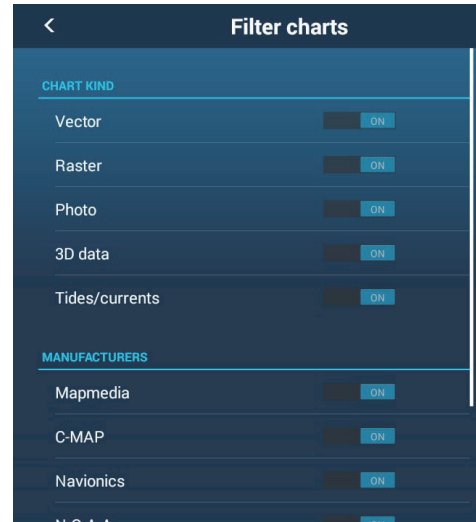 Filter charts
CHART KIND
Vector ON
Raster ON
Photo ON
3D data ON
Tides/currents ON
MANUFACTURERS
Mapmedia ON
C-MAP ON
Navionics ON